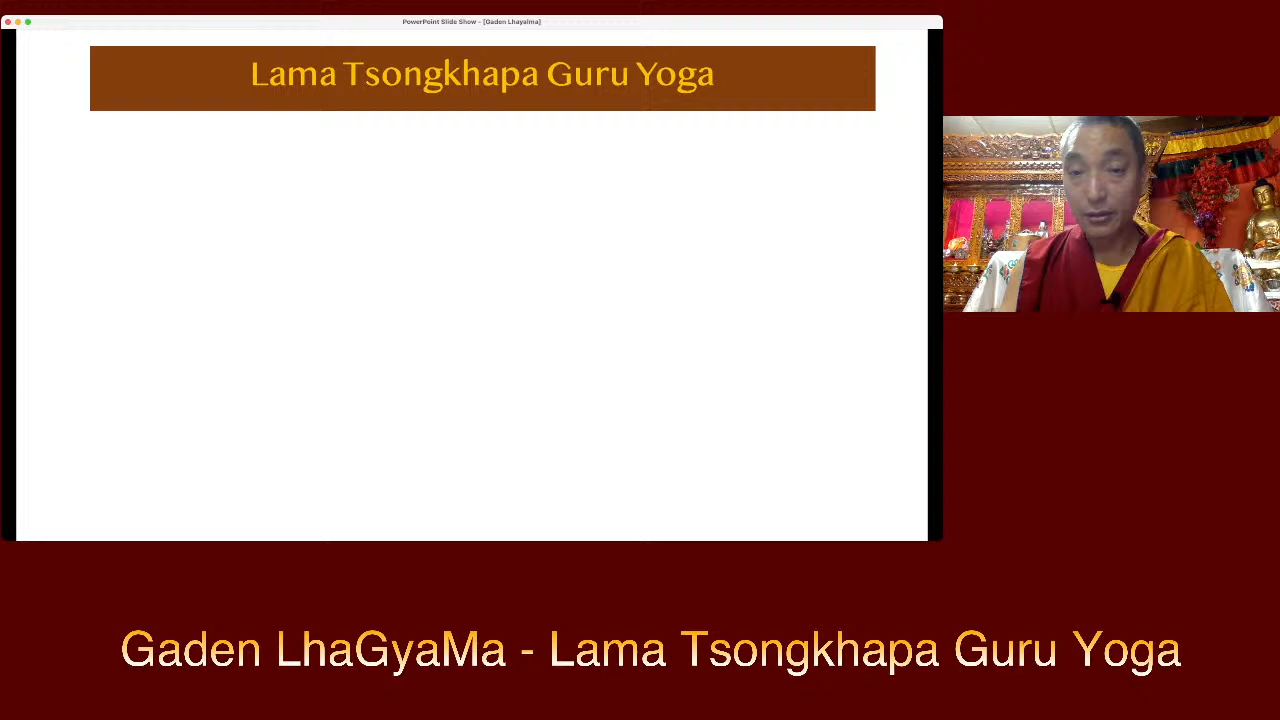 PowerPoint Slide Show - [Gaden Lhayalma]
Lama Tsongkhapa Guru Yoga
Gaden LhaGyaMa - Lama Tsongkhapa Guru Yoga